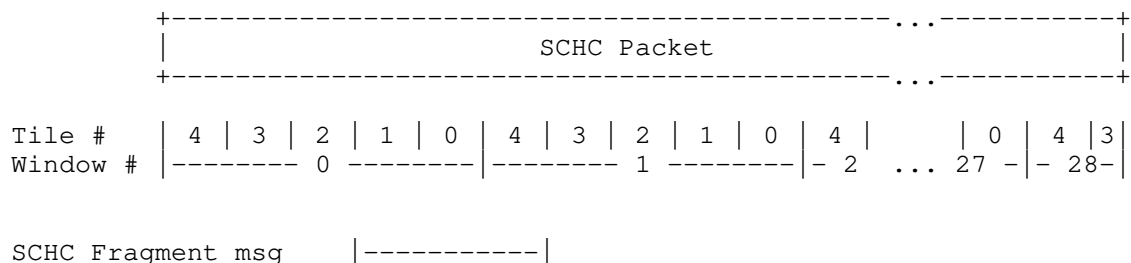 +---------------------------------------------...-----------+
|                       SCHC Packet                         |
+---------------------------------------------...-----------+
Tile # | 4 | 3 | 2 | 1 | 0 | 4 | 3 | 2 | 1 | 0 | 4 | | 0 | 4 |3|
Window # |-------- 0 --------|-------- 1 --------|- 2 ... 27 -|- 28-|
SCHC Fragment msg |-----------|